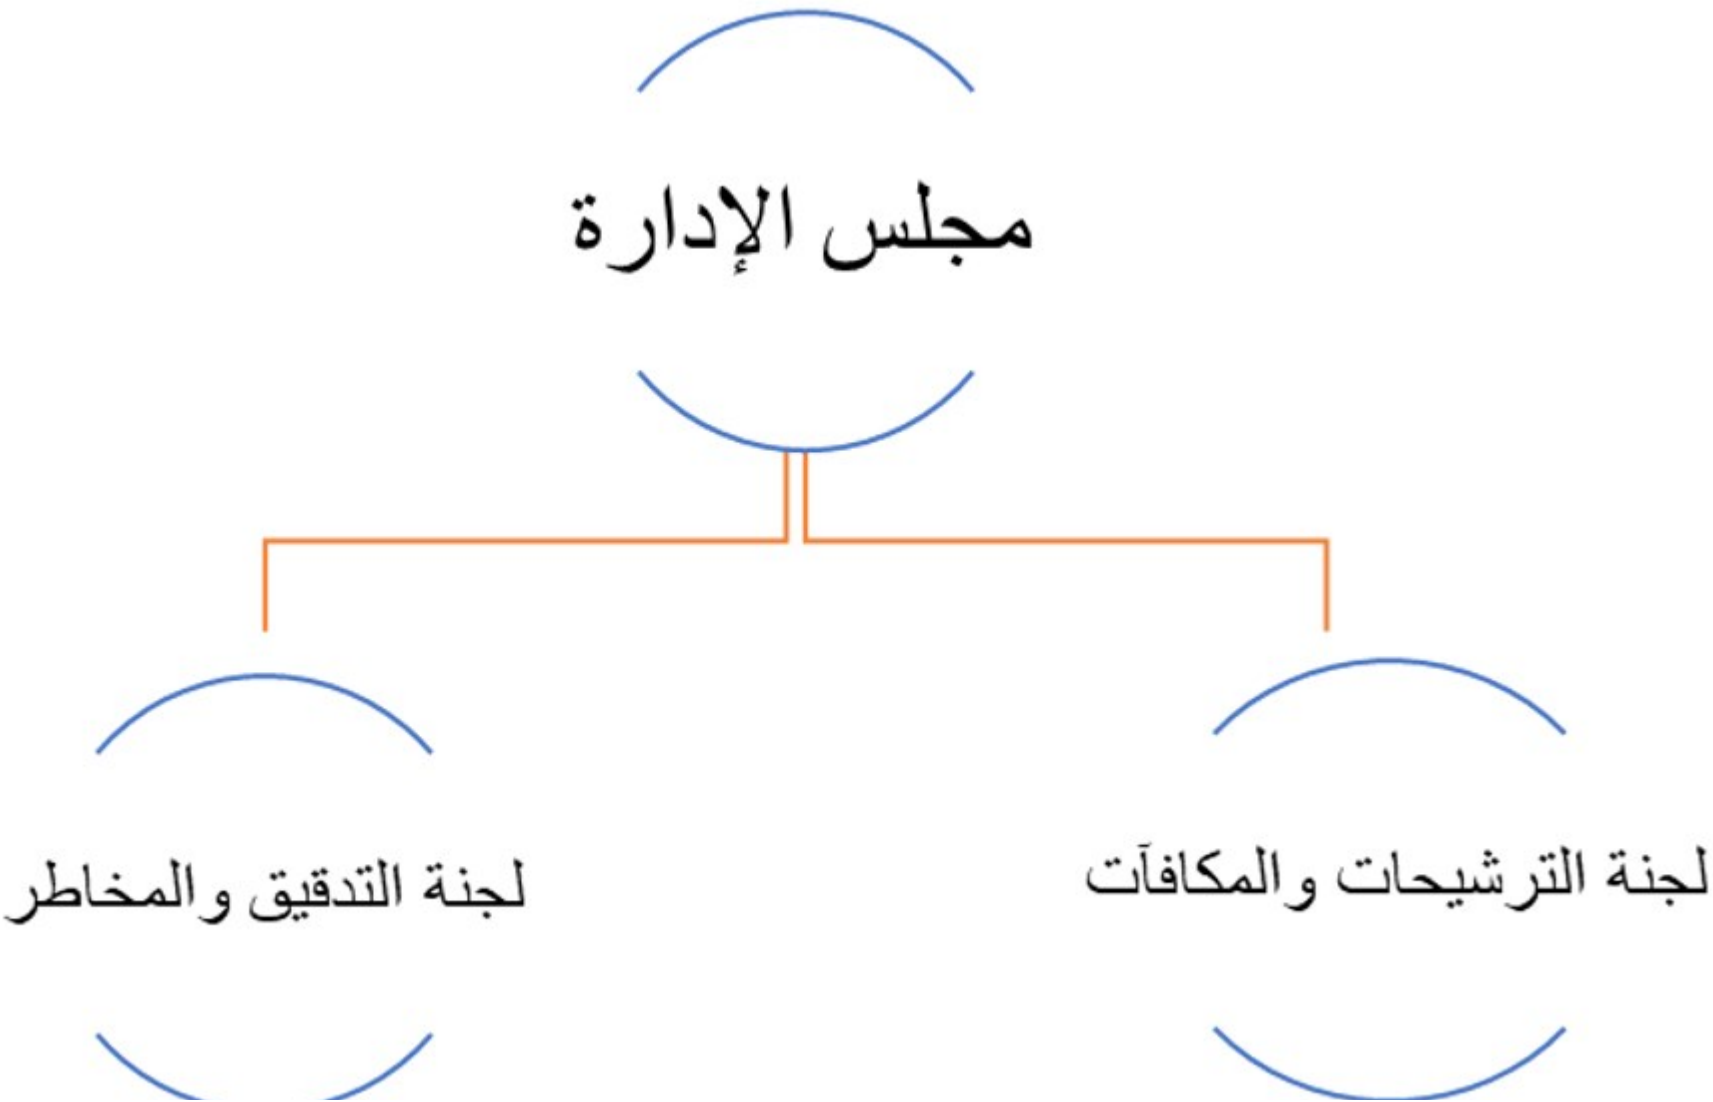 مجلس الإدارة
لجنة الترشيحات والمكافآت
لجنة التدقيق والمخاطر